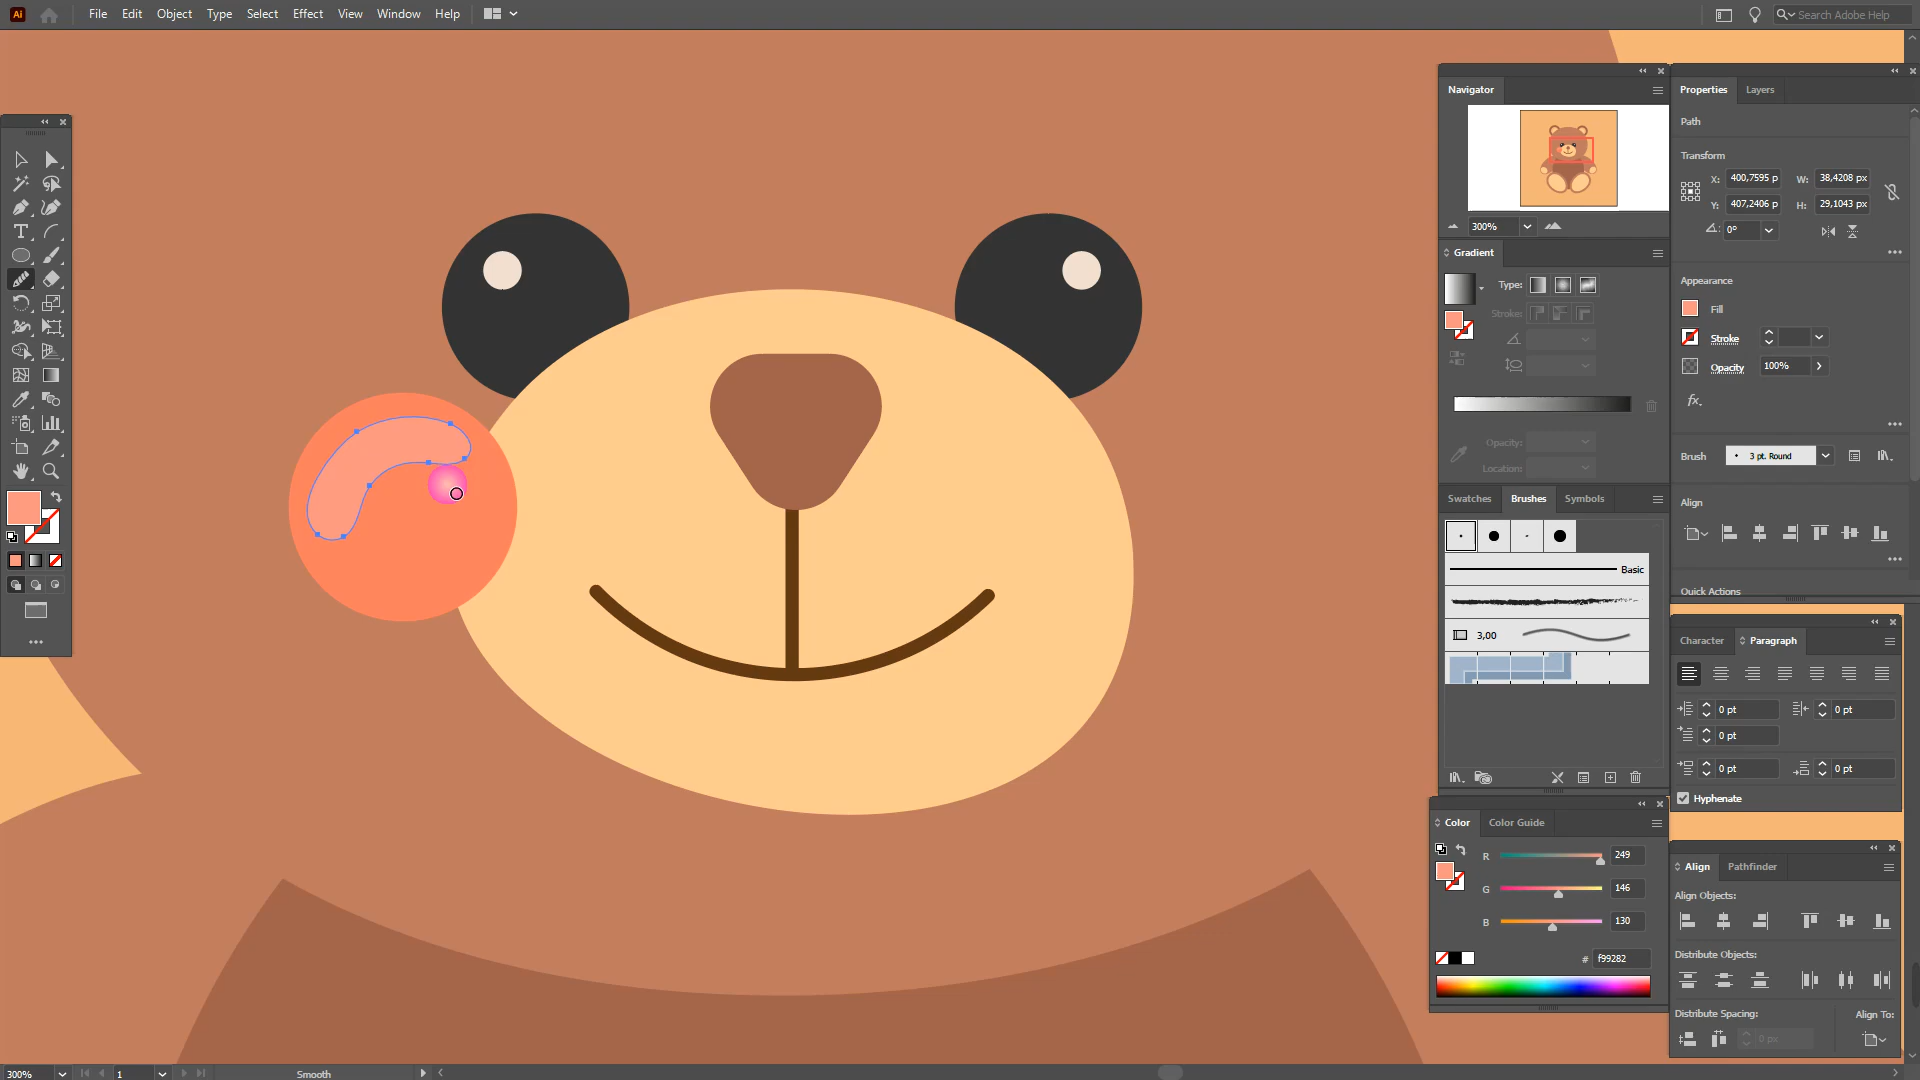 Ai File Edit Object Type Select Effect View Window Help Search Adobe Help
Navigator
300%
Gradient
Type:
Stroke:
Opacity:
Location:
Swatches Brushes Symbols
Basic
3,00
Color Color Guide
R 249
G 146
B 130
# f99282
Properties Layers
Path
Transform
X: 400,7595 p W: 38,4208 px
Y: 407,2406 p H: 29,1043 px
0°
Appearance
Fill
Stroke
Opacity 100%
fx.
Brush 3 pt. Round
Align
Quick Actions
Character Paragraph
0 pt 0 pt
0 pt
0 pt 0 pt
Hyphenate
Align Pathfinder
Align Objects:
Distribute Objects:
Distribute Spacing: Align To:
0 px
300% 1 Smooth